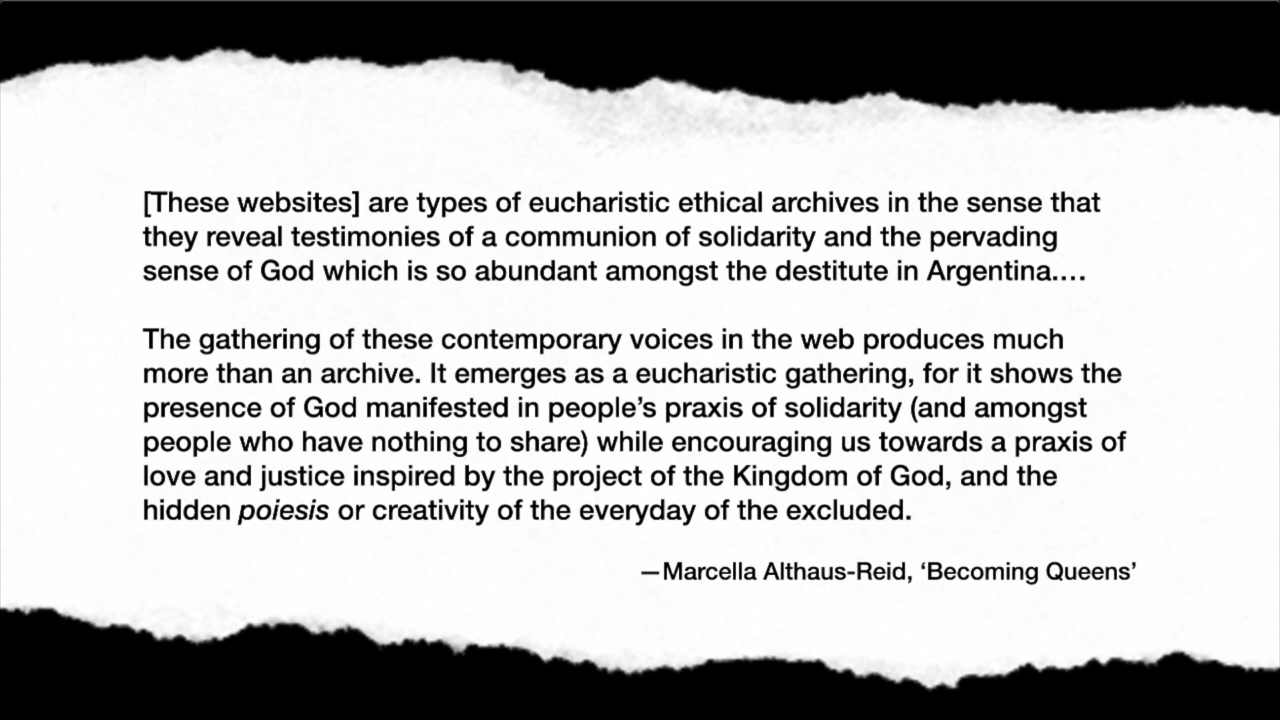 [These websites] are types of eucharistic ethical archives in the sense that
they reveal testimonies of a communion of solidarity and the pervading
sense of God which is so abundant amongst the destitute in Argentina....
The gathering of these contemporary voices in the web produces much
more than an archive. It emerges as a eucharistic gathering, for it shows the
presence of God manifested in people’s praxis of solidarity (and amongst
people who have nothing to share) while encouraging us towards a praxis of
love and justice inspired by the project of the Kingdom of God, and the
hidden poiesis or creativity of the everyday of the excluded.
—Marcella Althaus-Reid, ‘Becoming Queens’